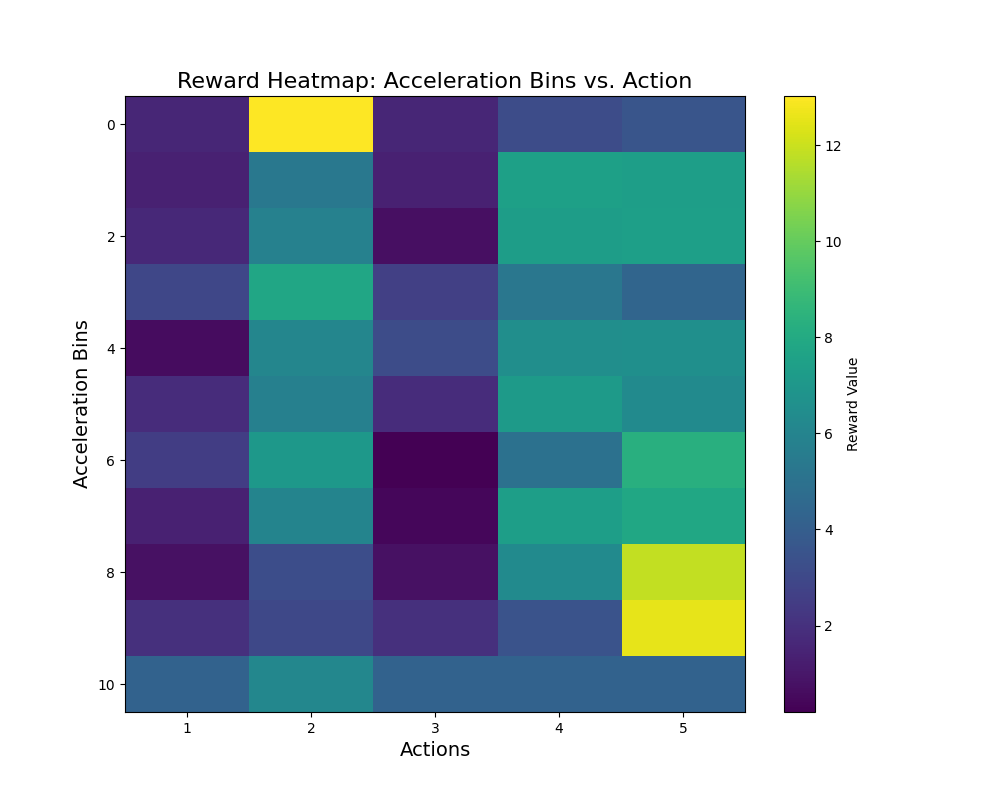 Reward Heatmap: Acceleration Bins vs. Action
0
2
4
6
8
10
Acceleration Bins
1 2 3 4 5
Actions
12
10
8
6
4
2
Reward Value